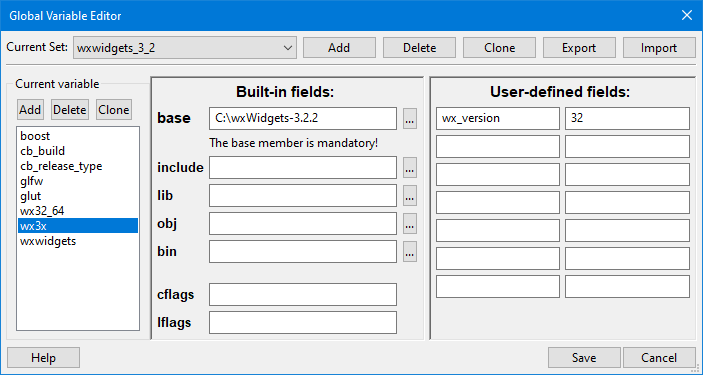 Global Variable Editor
Current Set: wxwidgets_3_2 Add Delete Clone Export Import
Current variable
Add Delete Clone
boost
cb_build
cb_release_type
glfw
glut
wx32_64
wx3x
wxwidgets
Built-in fields:
base C:\wxWidgets-3.2.2 ...
The base member is mandatory!
include ...
lib ...
obj ...
bin ...
cflags
lflags
User-defined fields:
wx_version 32
Help Save Cancel